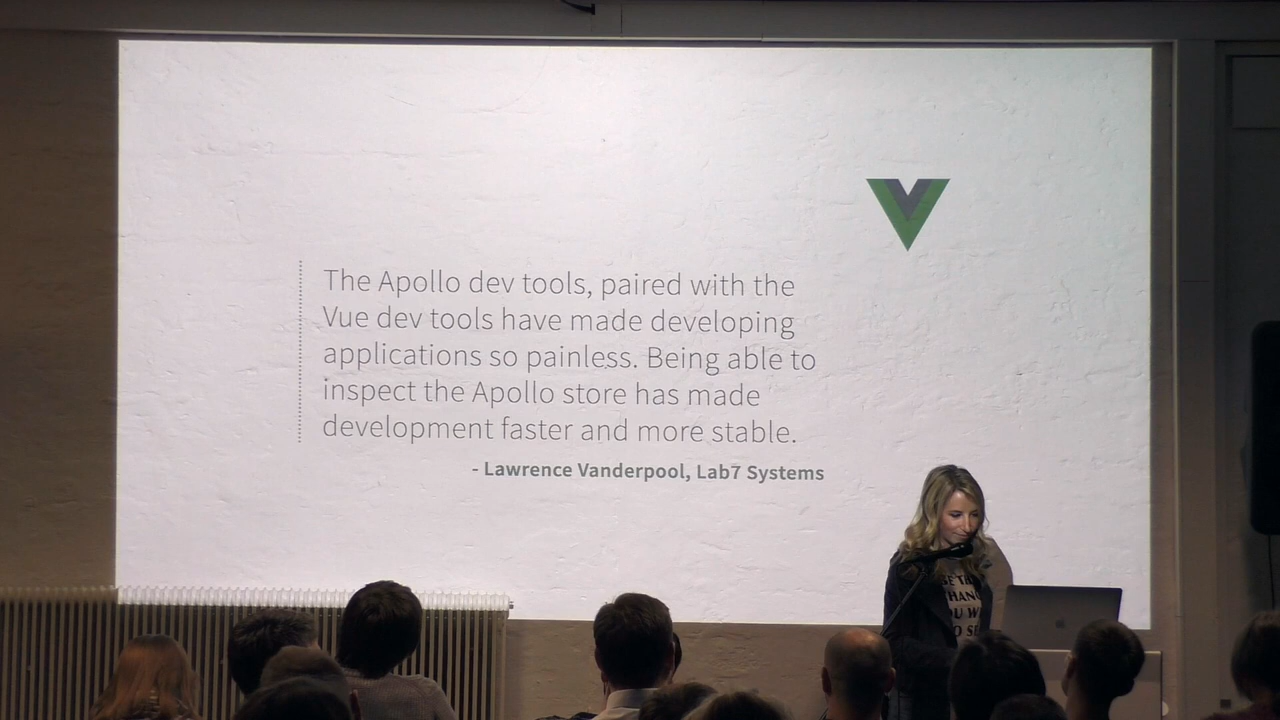 The Apollo dev tools, paired with the
Vue dev tools have made developing
applications so painless. Being able to
inspect the Apollo store has made
development faster and more stable.
- Lawrence Vanderpool, Lab7 Systems